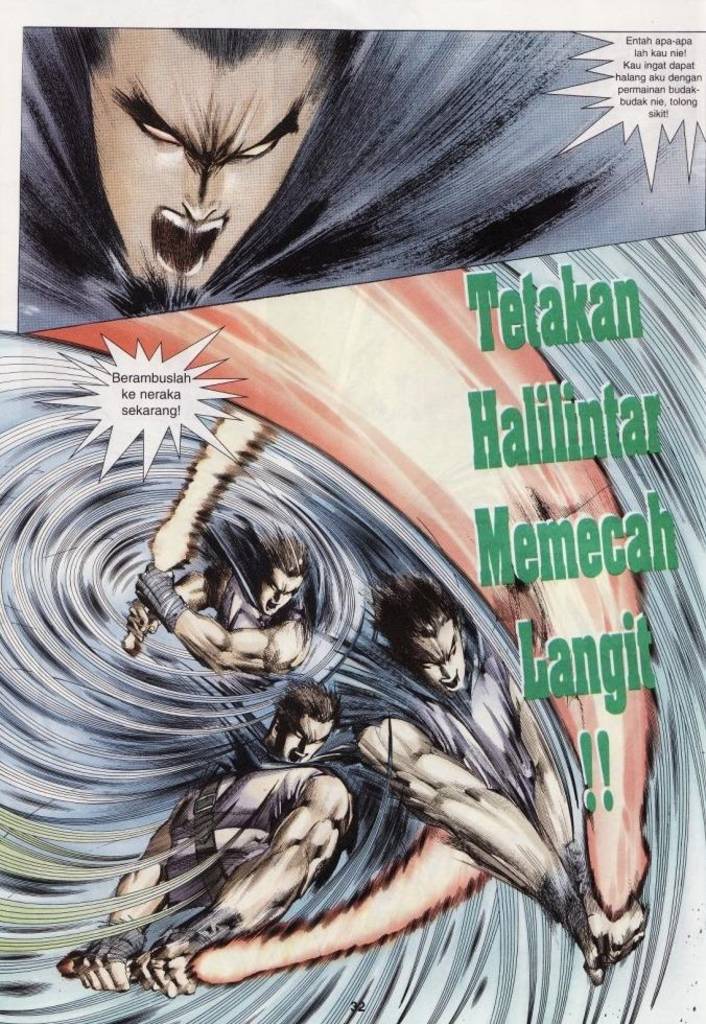 Entah apa-apa
lah kau nie!
Kau ingat dapat
halang aku dengan
permainan budak-
budak nie, tolong
sikit!
Berambuslah
ke neraka
sekarang!
Tetakan
Halilintar
Memecah
Langit
!!
32